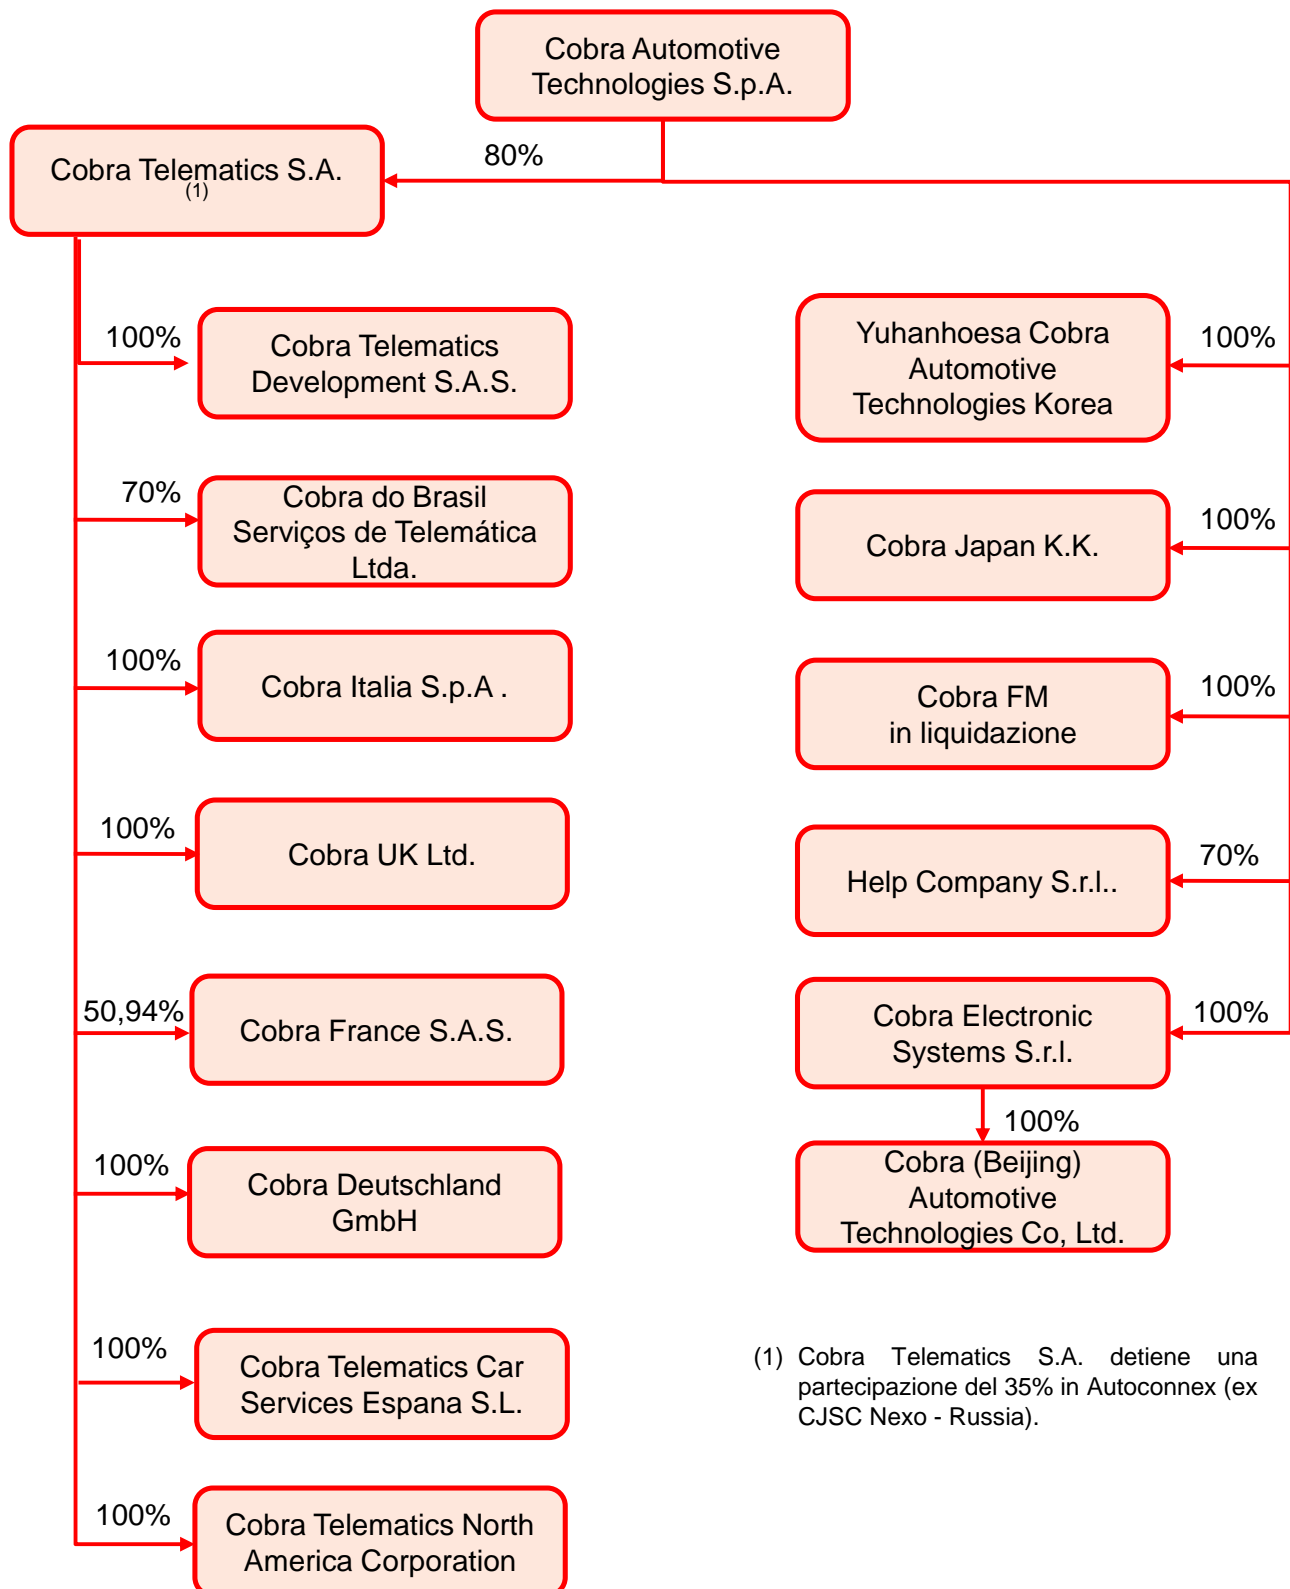 Cobra Automotive
Technologies S.p.A.
Cobra Telematics S.A.
(1)
80%
100%
Cobra Telematics
Development S.A.S.
70%
Cobra do Brasil
Serviços de Telemática
Ltda.
100%
Cobra Italia S.p.A .
100%
Cobra UK Ltd.
50,94%
Cobra France S.A.S.
100%
Cobra Deutschland
GmbH
100%
Cobra Telematics Car
Services Espana S.L.
100%
Cobra Telematics North
America Corporation
Yuhanhoesa Cobra
Automotive
Technologies Korea
100%
Cobra Japan K.K.
100%
Cobra FM
in liquidazione
100%
Help Company S.r.l..
70%
Cobra Electronic
Systems S.r.l.
100%
100%
Cobra (Beijing)
Automotive
Technologies Co, Ltd.
(1) Cobra Telematics S.A. detiene una
partecipazione del 35% in Autoconnex (ex
CJSC Nexo - Russia).